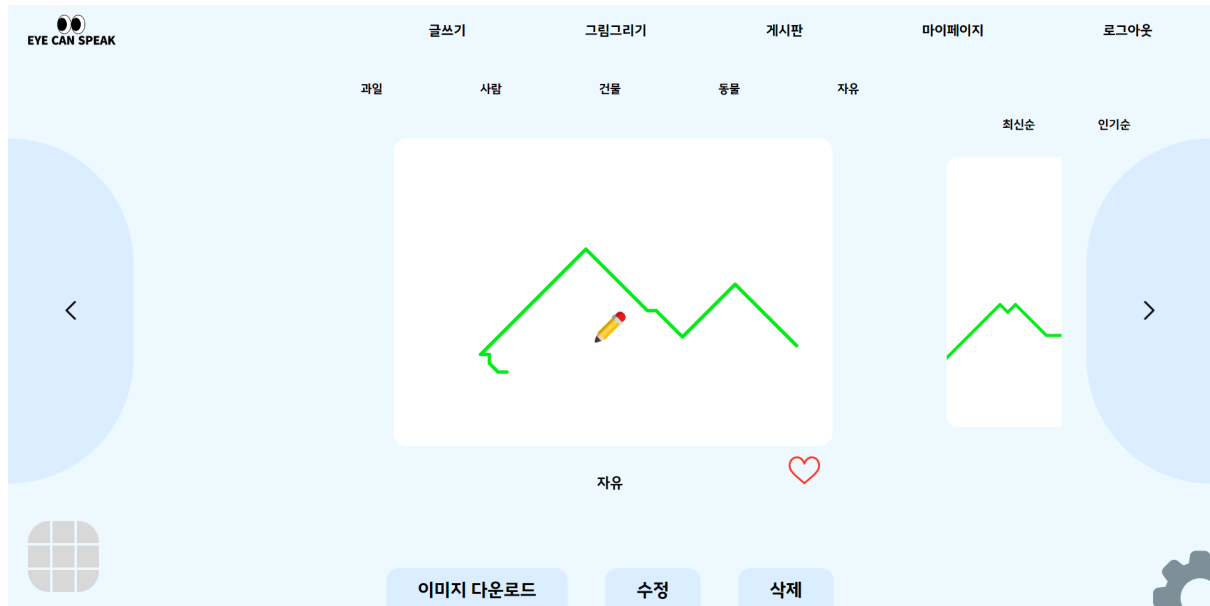 EYE CAN SPEAK
글쓰기 그림그리기 게시판 마이페이지 로그아웃
과일 사람 건물 동물 자유
최신순 인기순
자유
이미지 다운로드 수정 삭제